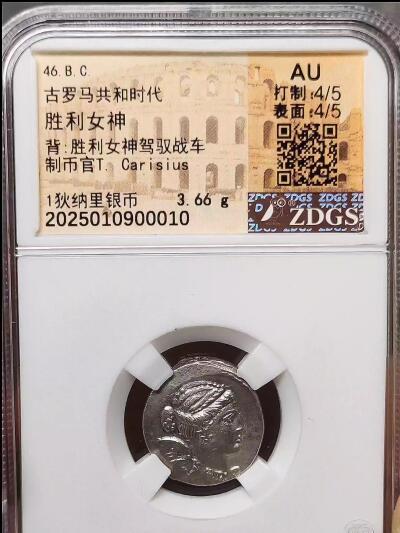 46.B.C.
古罗马共和时代
胜利女神
背:胜利女神驾驭战车
制币官T. Carisius
1狄纳里银币 3.66 g
2025010900010
AU
打制:4/5
表面:4/5
ZDGS